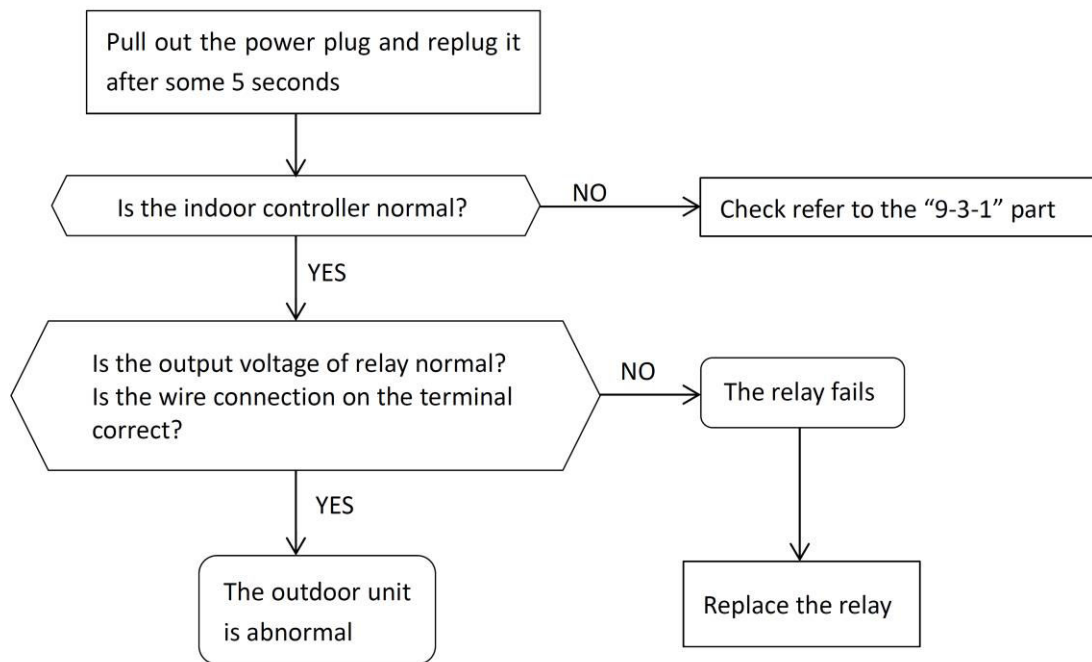 Pull out the power plug and replug it
after some 5 seconds
Is the indoor controller normal?
NO
Check refer to the “9-3-1” part
YES
Is the output voltage of relay normal?
Is the wire connection on the terminal
correct?
NO
The relay fails
YES
The outdoor unit
is abnormal
Replace the relay